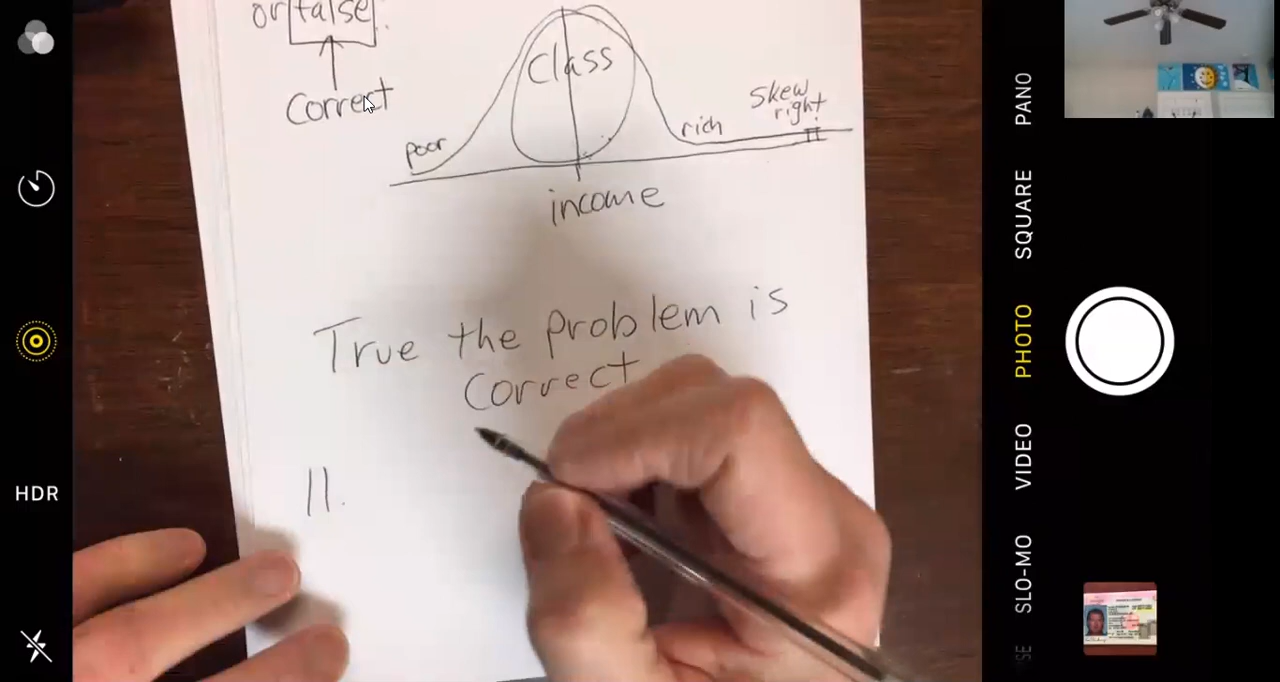 or false.
Correct
Class
poor
rich
Skew
right
income
True the problem is
Correct
11.
HDR
PANO
SQUARE
PHOTO
VIDEO
SLO-MO
SE